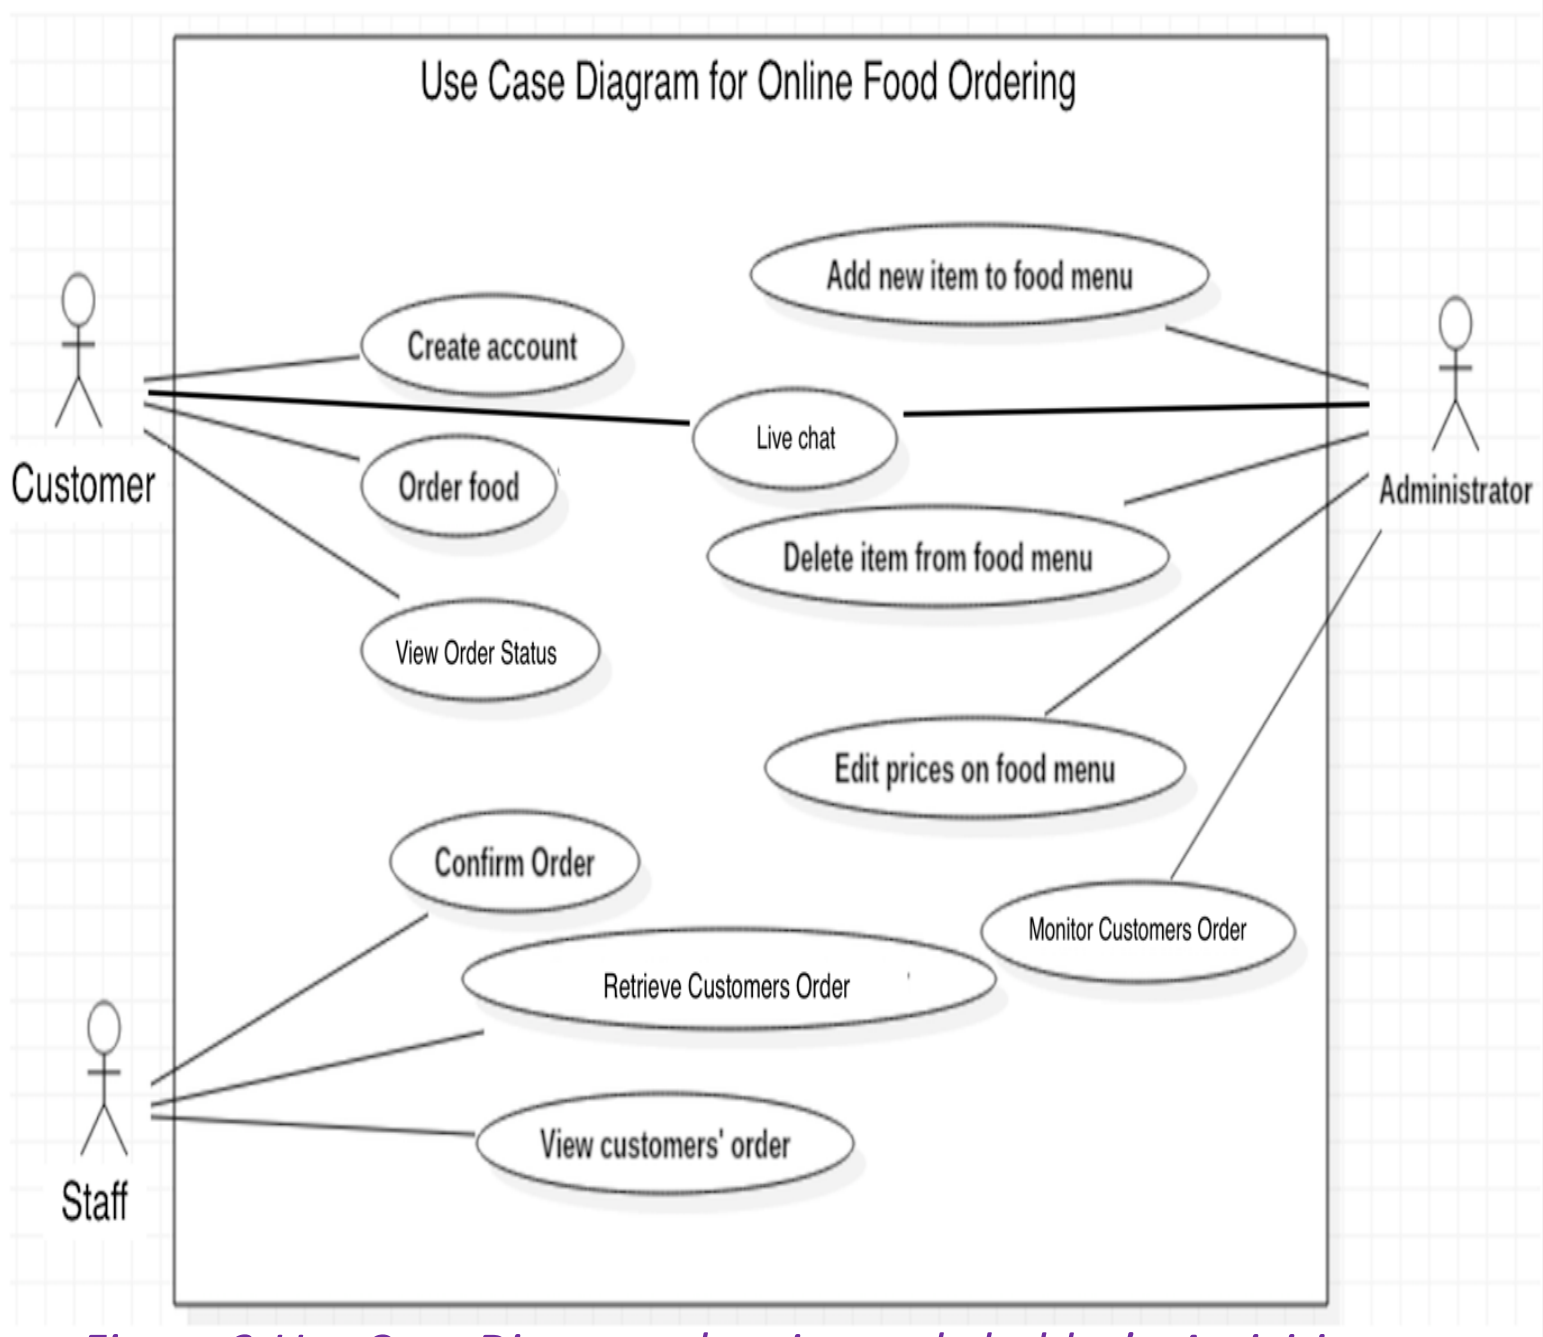 Use Case Diagram for Online Food Ordering
Add new item to food menu
Create account
Live chat
Order food
Customer
Administrator
Delete item from food menu
View Order Status
Edit prices on food menu
Confirm Order
Monitor Customers Order
Retrieve Customers Order
View customers' order
Staff